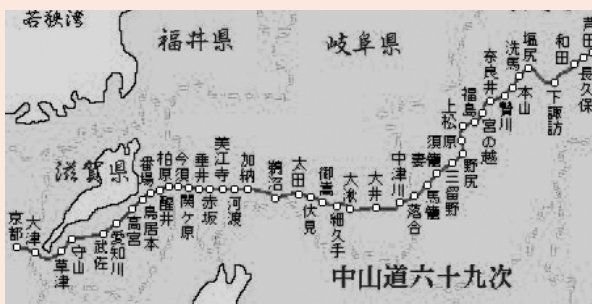 若狭湾
福井県
岐阜県
滋賀県
京都
大津
草津
守山
武佐
愛知川
高宮
鳥居本
番場
醒井
柏原
今須
関ヶ原
垂井
赤坂
美江寺
河渡
加納
鵜沼
太田
伏見
御嵩
細久手
大湫
大井
中津川
落合
馬籠
妻籠
三留野
野尻
須原
上松
福島
宮の越
奈良井
贄川
本山
洗馬
塩尻
下諏訪
和田
長久保
芦田
中山道六十九次